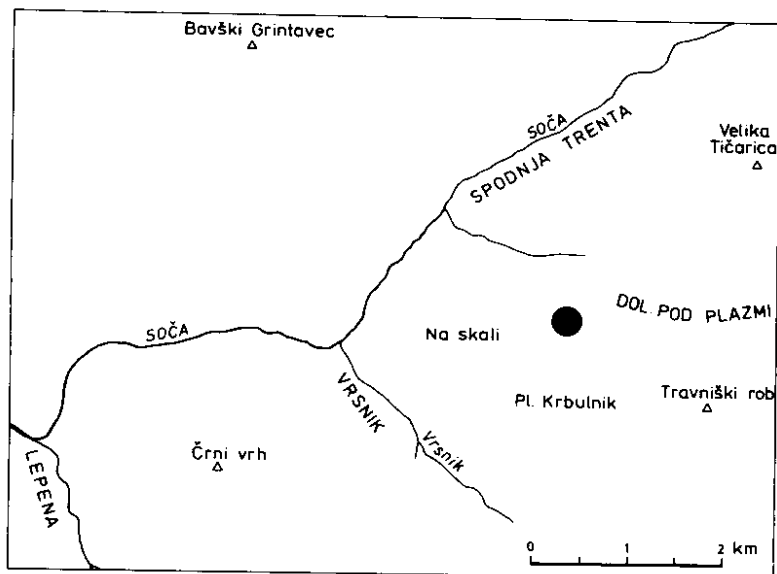 Bavški Grintavec
SOČA
SPODNJA TRENTA
Velika
Tičarica
DOL POD PLAZMI
SOČA
Na skali
VRSNIK
Pl. Krbulnik
Travniški rob
Vrsnik
Črni vrh
LEPENA
0 1 2 km